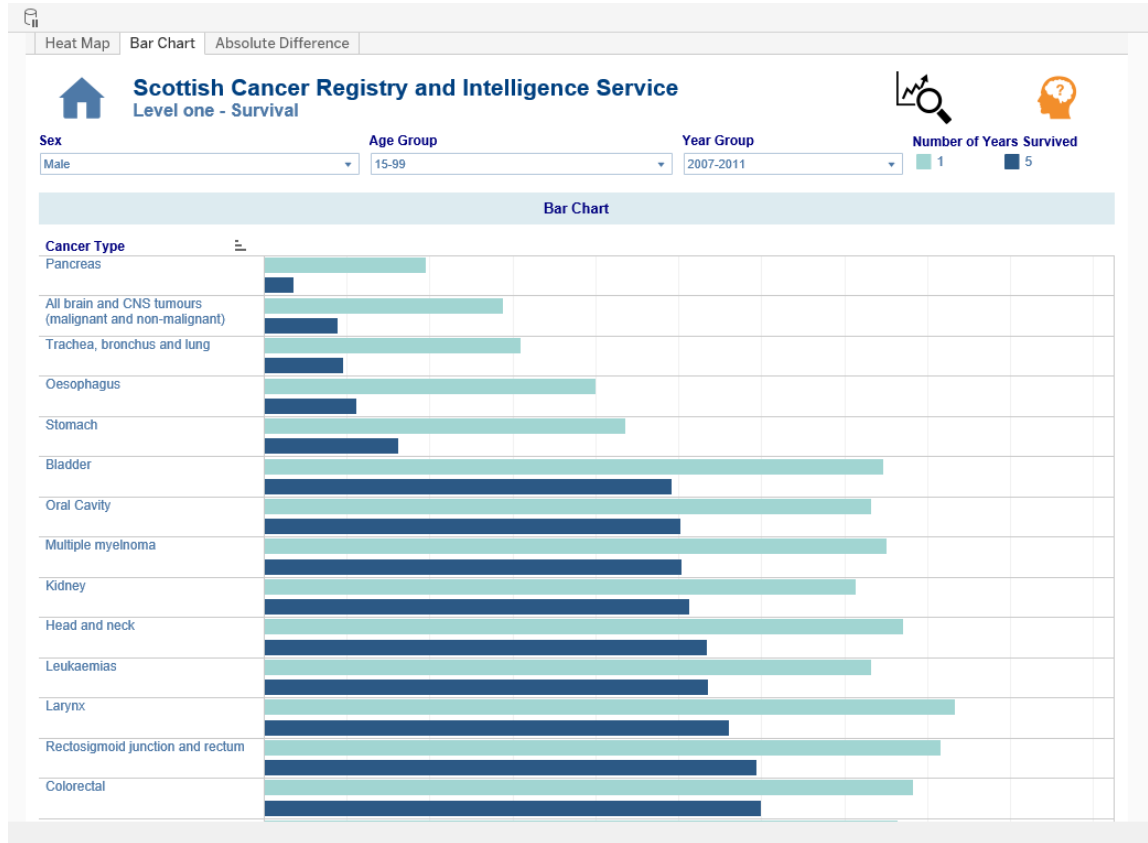 Heat Map Bar Chart Absolute Difference
Scottish Cancer Registry and Intelligence Service
Level one - Survival
?
Sex Age Group Year Group Number of Years Survived
Male 15-99 2007-2011 1 5
Bar Chart
Cancer Type
Pancreas
All brain and CNS tumours
(malignant and non-malignant)
Trachea, bronchus and lung
Oesophagus
Stomach
Bladder
Oral Cavity
Multiple myelnoma
Kidney
Head and neck
Leukaemias
Larynx
Rectosigmoid junction and rectum
Colorectal